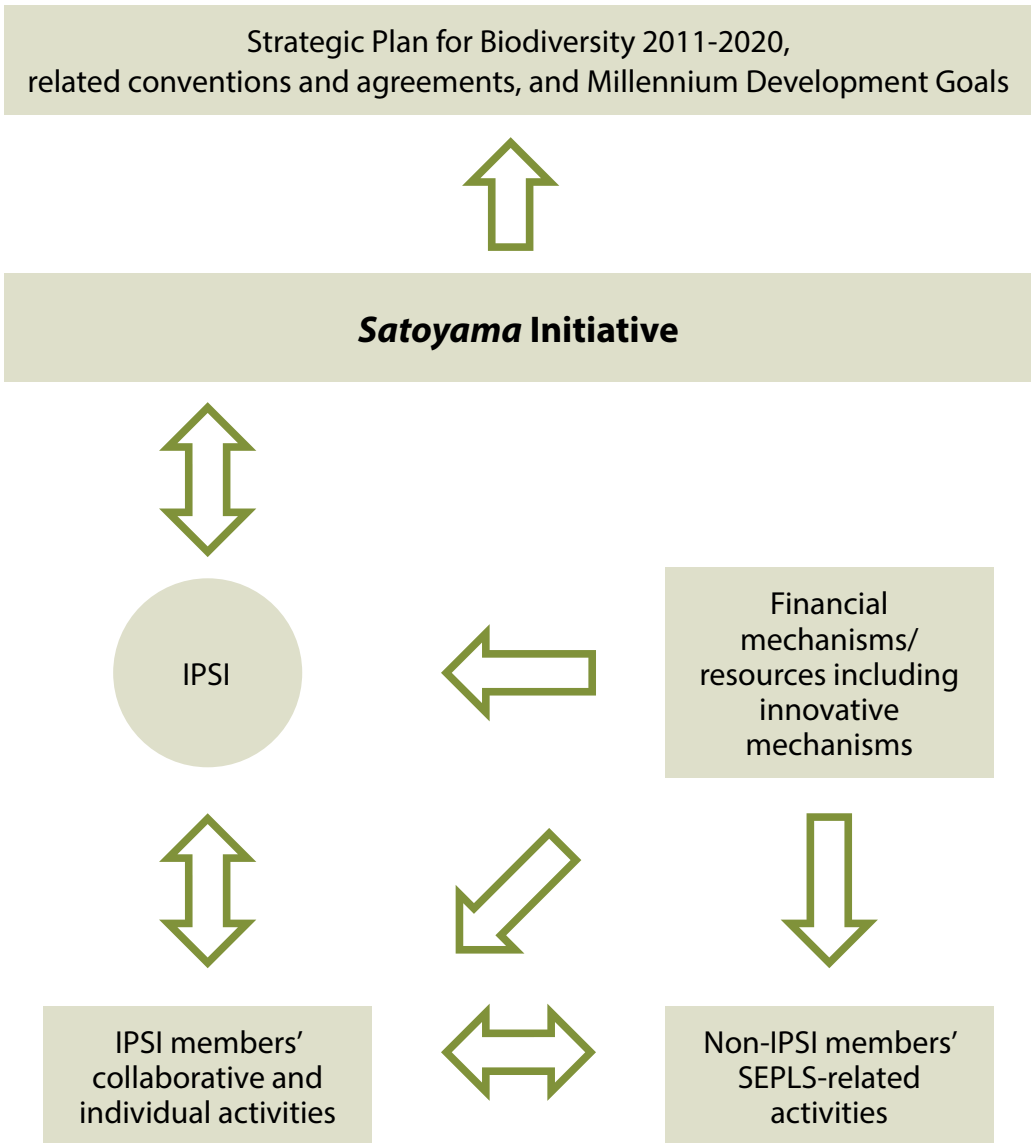 Strategic Plan for Biodiversity 2011-2020,
related conventions and agreements, and Millennium Development Goals
Satoyama Initiative
IPSI
Financial
mechanisms/
resources including
innovative
mechanisms
IPSI members’
collaborative and
individual activities
Non-IPSI members’
SEPLS-related
activities